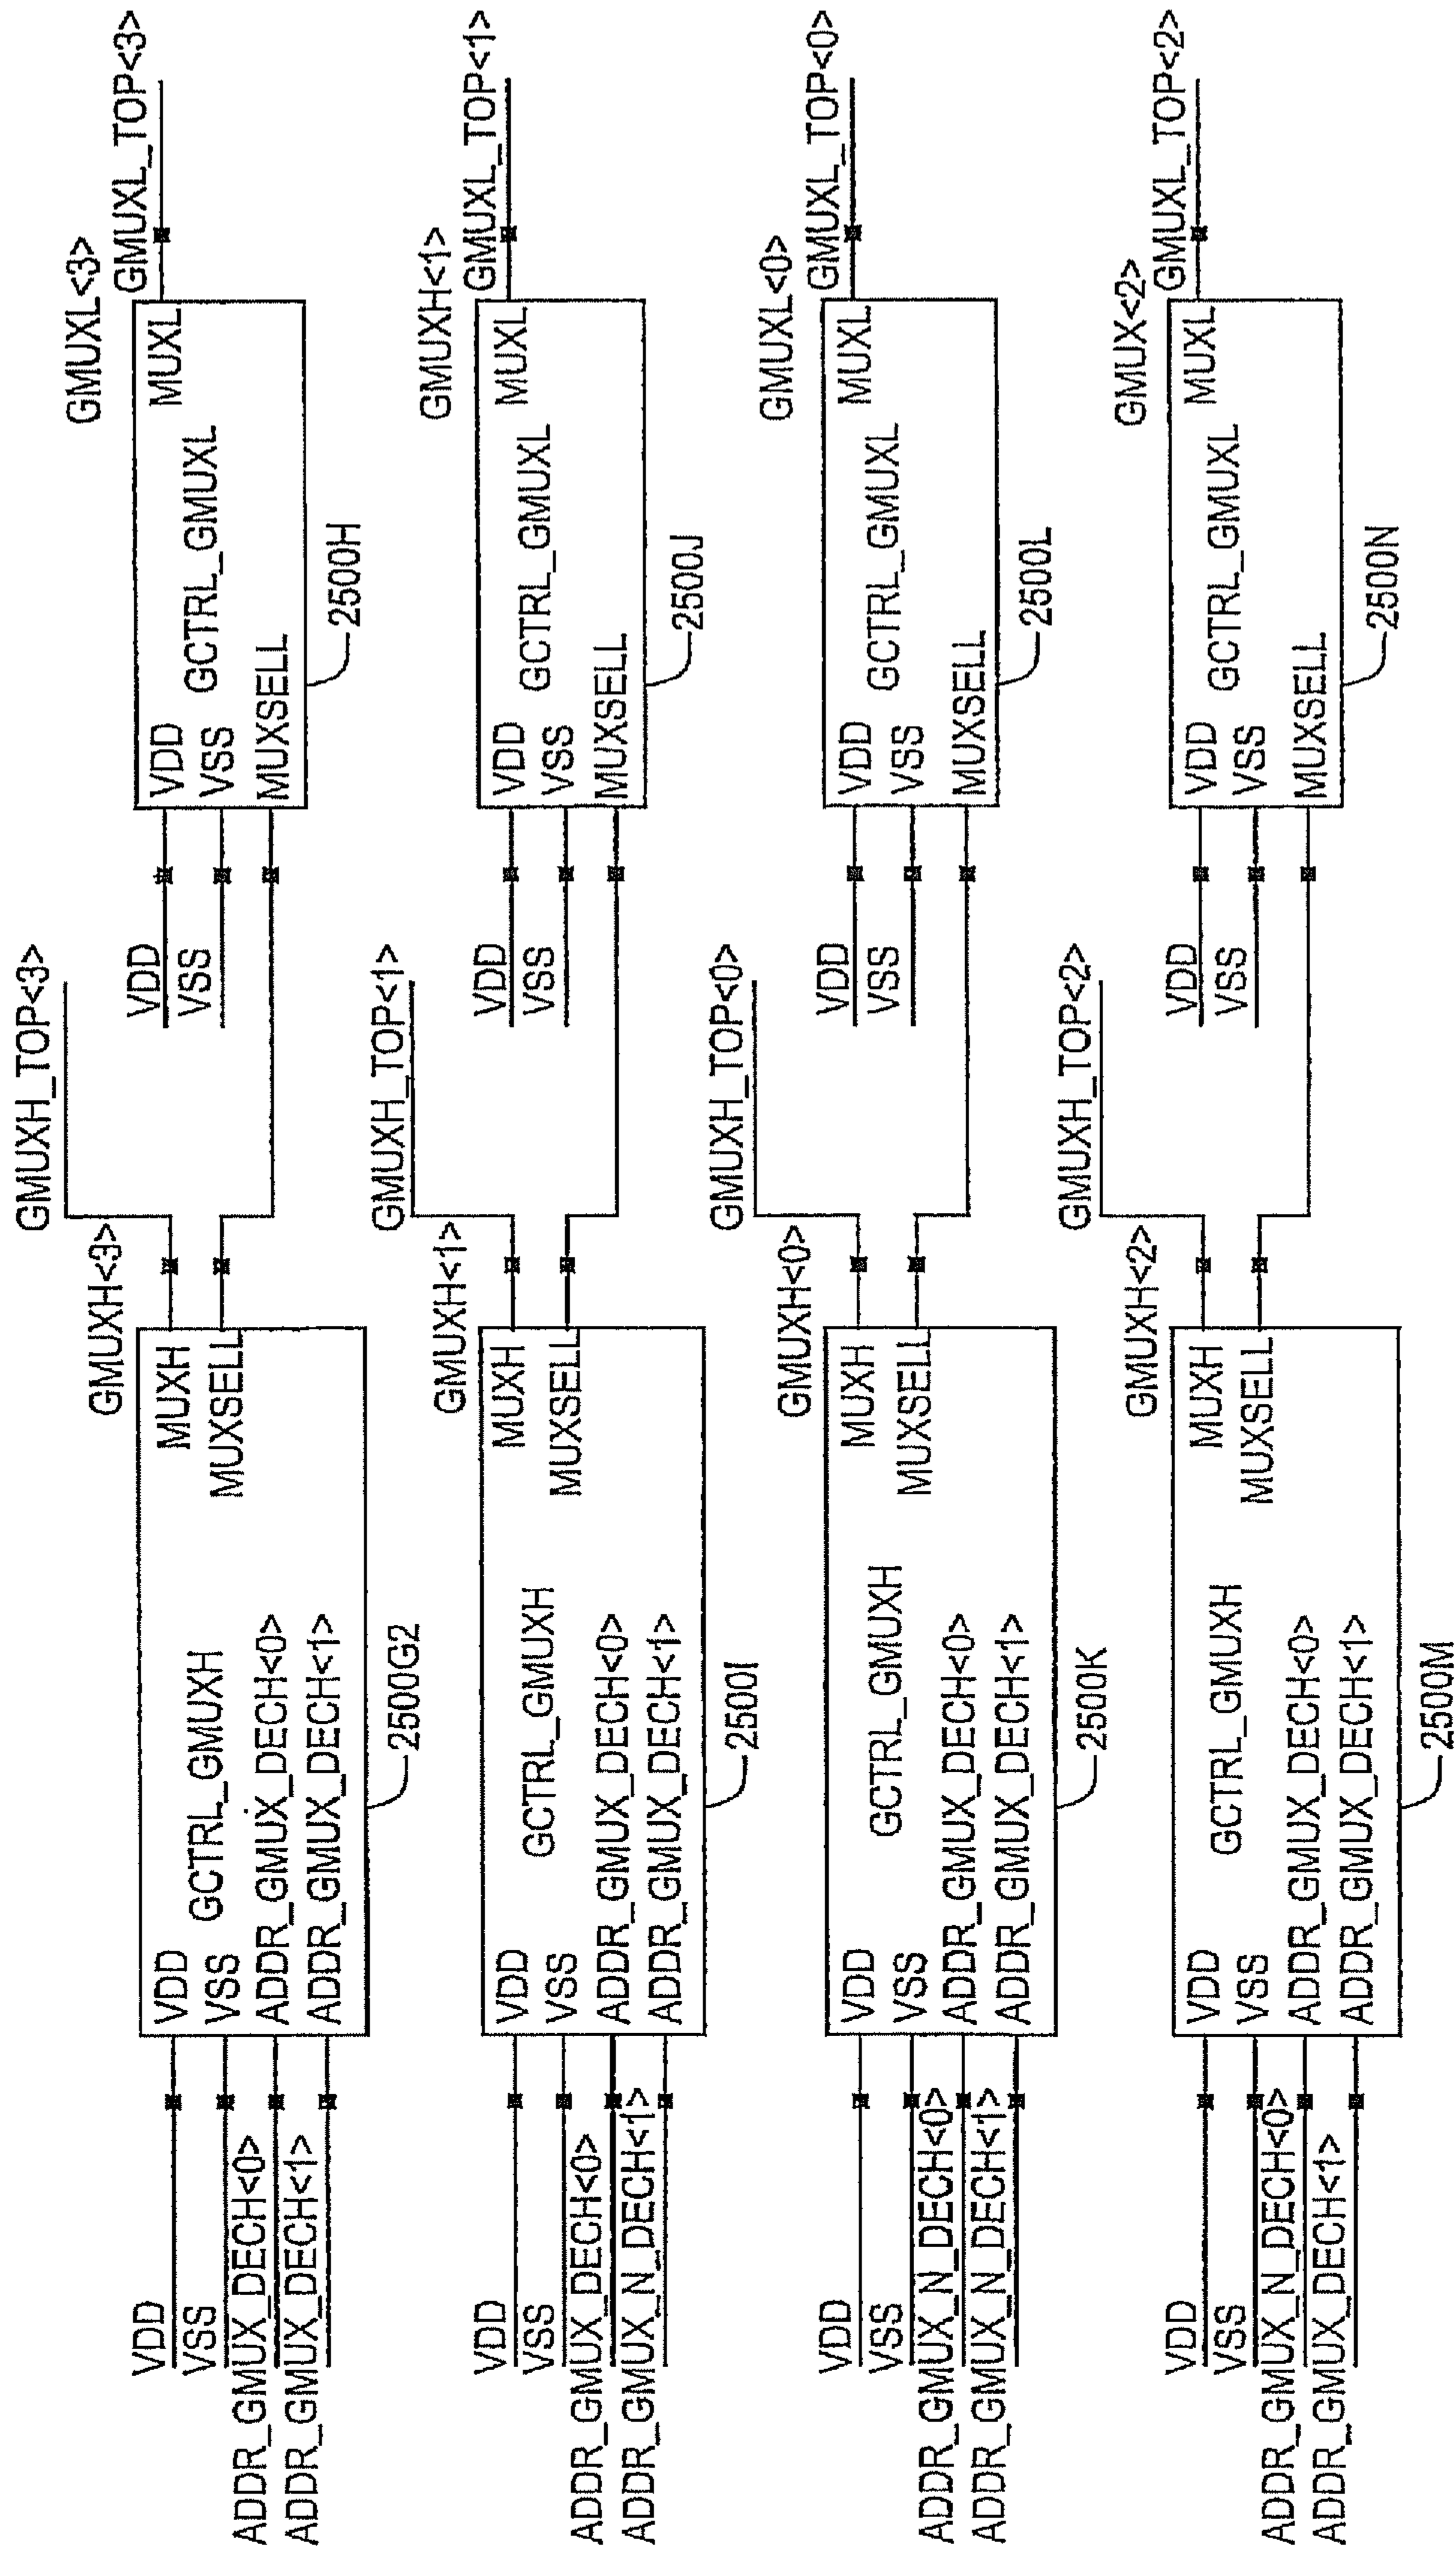 VDD
VSS
ADDR_GMUX_DECH<0>
ADDR_GMUX_DECH<1>
VDD
VSS
ADDR_GMUX_DECH<0>
ADDR_GMUX_DECH<1>
GCTRL_GMUXH
MUXH
MUXSELL
2500G2
GMUXH<3>
GMUXH_TOP<3>
VDD
VSS
VDD
VSS
MUXSELL
GCTRL_GMUXL
MUXL
2500H
GMUXL<3>
GMUXL_TOP<3>
VDD
VSS
ADDR_GMUX_DECH<0>
ADDR_GMUX_N_DECH<1>
VDD
VSS
ADDR_GMUX_DECH<0>
ADDR_GMUX_DECH<1>
GCTRL_GMUXH
MUXH
MUXSELL
2500I
GMUXH<1>
GMUXH_TOP<1>
VDD
VSS
VDD
VSS
MUXSELL
GCTRL_GMUXL
MUXL
2500J
GMUXH<1>
GMUXL_TOP<1>
VDD
VSS
ADDR_GMUX_N_DECH<0>
ADDR_GMUX_N_DECH<1>
VDD
VSS
ADDR_GMUX_DECH<0>
ADDR_GMUX_DECH<1>
GCTRL_GMUXH
MUXH
MUXSELL
2500K
GMUXH<0>
GMUXH_TOP<0>
VDD
VSS
VDD
VSS
MUXSELL
GCTRL_GMUXL
MUXL
2500L
GMUXL<0>
GMUXL_TOP<0>
VDD
VSS
ADDR_GMUX_N_DECH<0>
ADDR_GMUX_DECH<1>
VDD
VSS
ADDR_GMUX_DECH<0>
ADDR_GMUX_DECH<1>
GCTRL_GMUXH
MUXH
MUXSELL
2500M
GMUXH<2>
GMUXH_TOP<2>
VDD
VSS
VDD
VSS
MUXSELL
GCTRL_GMUXL
MUXL
2500N
GMUX<2>
GMUXL_TOP<2>